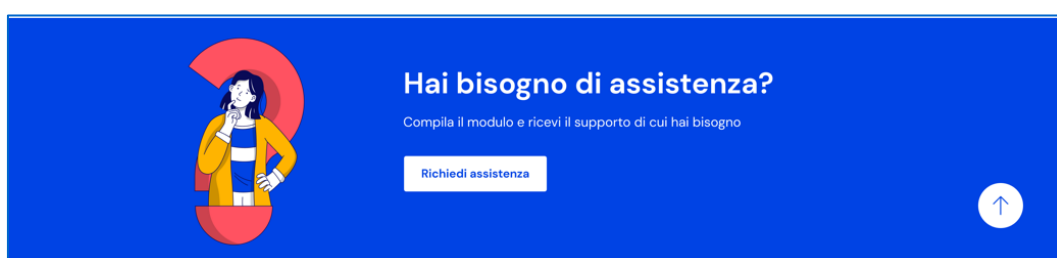 Hai bisogno di assistenza?
Compila il modulo e ricevi il supporto di cui hai bisogno
Richiedi assistenza